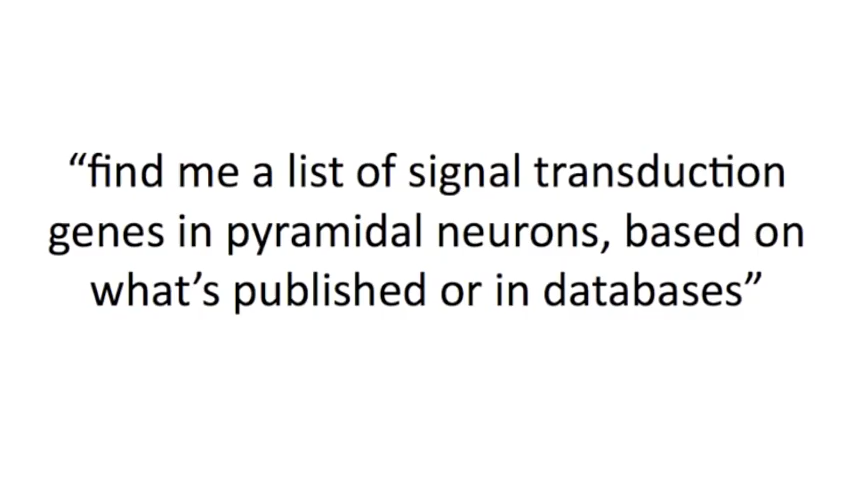 “find me a list of signal transduction
genes in pyramidal neurons, based on
what’s published or in databases”